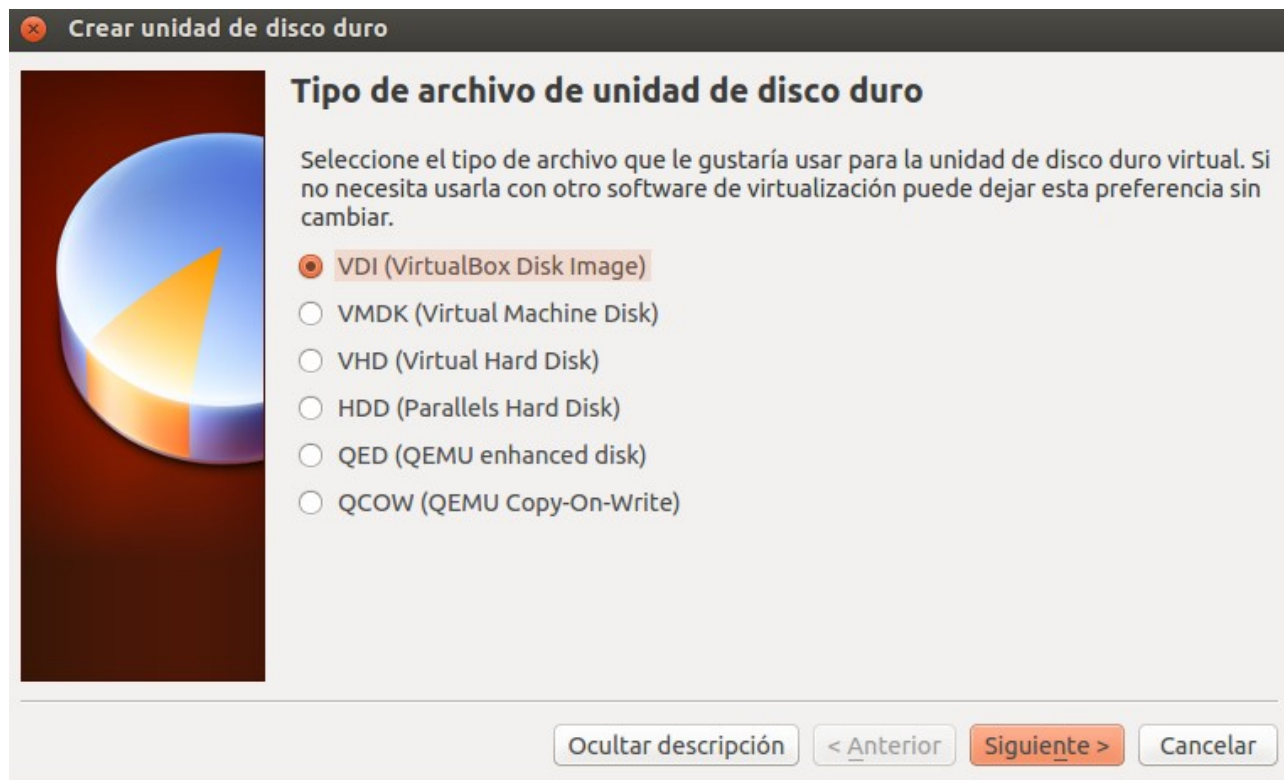 Crear unidad de disco duro
Tipo de archivo de unidad de disco duro
Seleccione el tipo de archivo que le gustaría usar para la unidad de disco duro virtual. Si
no necesita usarla con otro software de virtualización puede dejar esta preferencia sin
cambiar.
VDI (VirtualBox Disk Image)
VMDK (Virtual Machine Disk)
VHD (Virtual Hard Disk)
HDD (Parallels Hard Disk)
QED (QEMU enhanced disk)
QCOW (QEMU Copy-On-Write)
Ocultar descripción < Anterior Siguiente > Cancelar